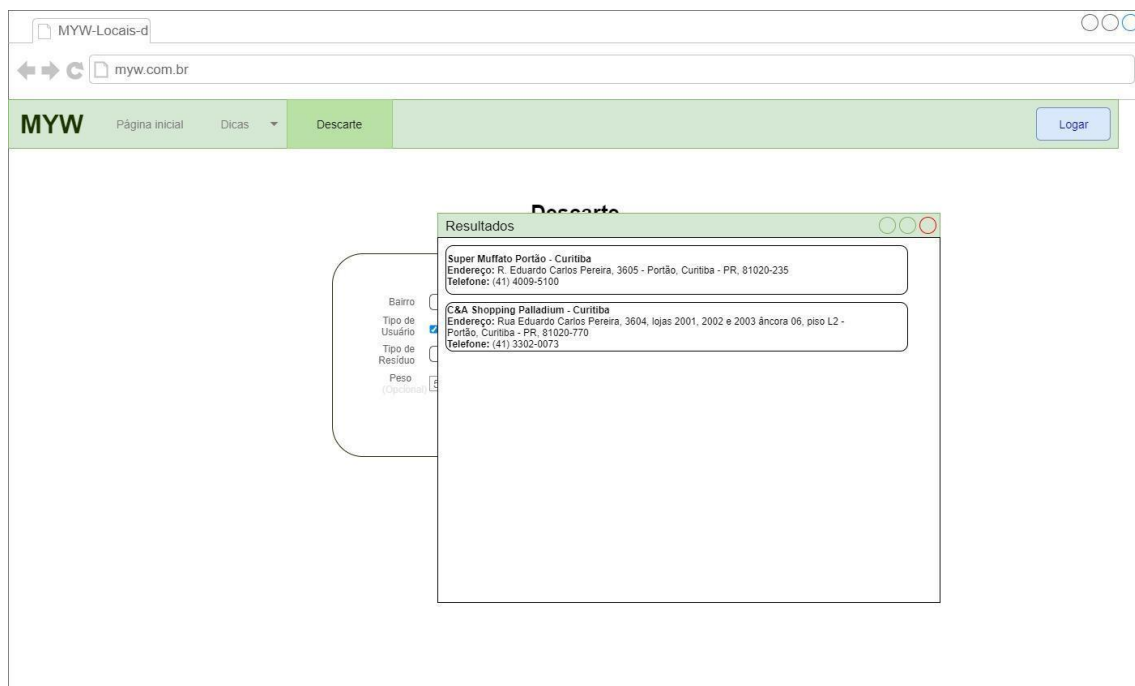 MYW-Locais-d
myw.com.br
MYW Página inicial Dicas Descarte Logar
Descarte
Resultados
Super Muffato Portão - Curitiba
Endereço: R. Eduardo Carlos Pereira, 3605 - Portão, Curitiba - PR, 81020-235
Telefone: (41) 4009-5100
C&A Shopping Palladium - Curitiba
Endereço: Rua Eduardo Carlos Pereira, 3604, lojas 2001, 2002 e 2003 âncora 06, piso L2 -
Portão, Curitiba - PR, 81020-770
Telefone: (41) 3302-0073
Bairro
Tipo de
Usuário
Tipo de
Resíduo
Peso
(Opcional)